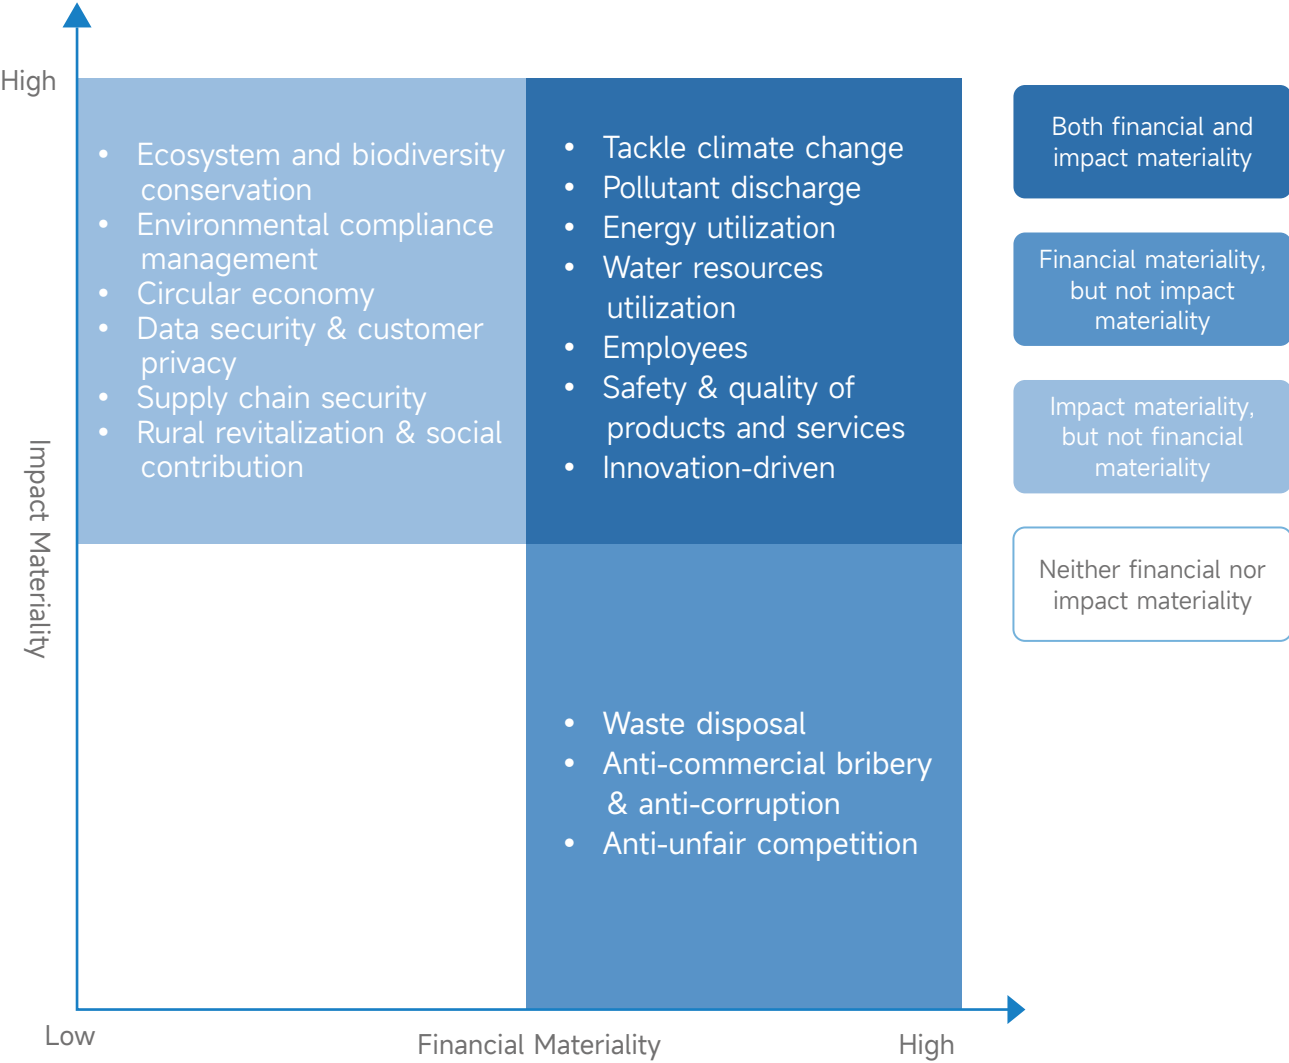 High
• Ecosystem and biodiversity
conservation
• Environmental compliance
management
• Circular economy
• Data security & customer
privacy
• Supply chain security
• Rural revitalization & social
contribution
• Tackle climate change
• Pollutant discharge
• Energy utilization
• Water resources
utilization
• Employees
• Safety & quality of
products and services
• Innovation-driven
• Waste disposal
• Anti-commercial bribery
& anti-corruption
• Anti-unfair competition
Both financial and
impact materiality
Financial materiality,
but not impact
materiality
Impact materiality,
but not financial
materiality
Neither financial nor
impact materiality
Impact Materiality
Low
Financial Materiality
High